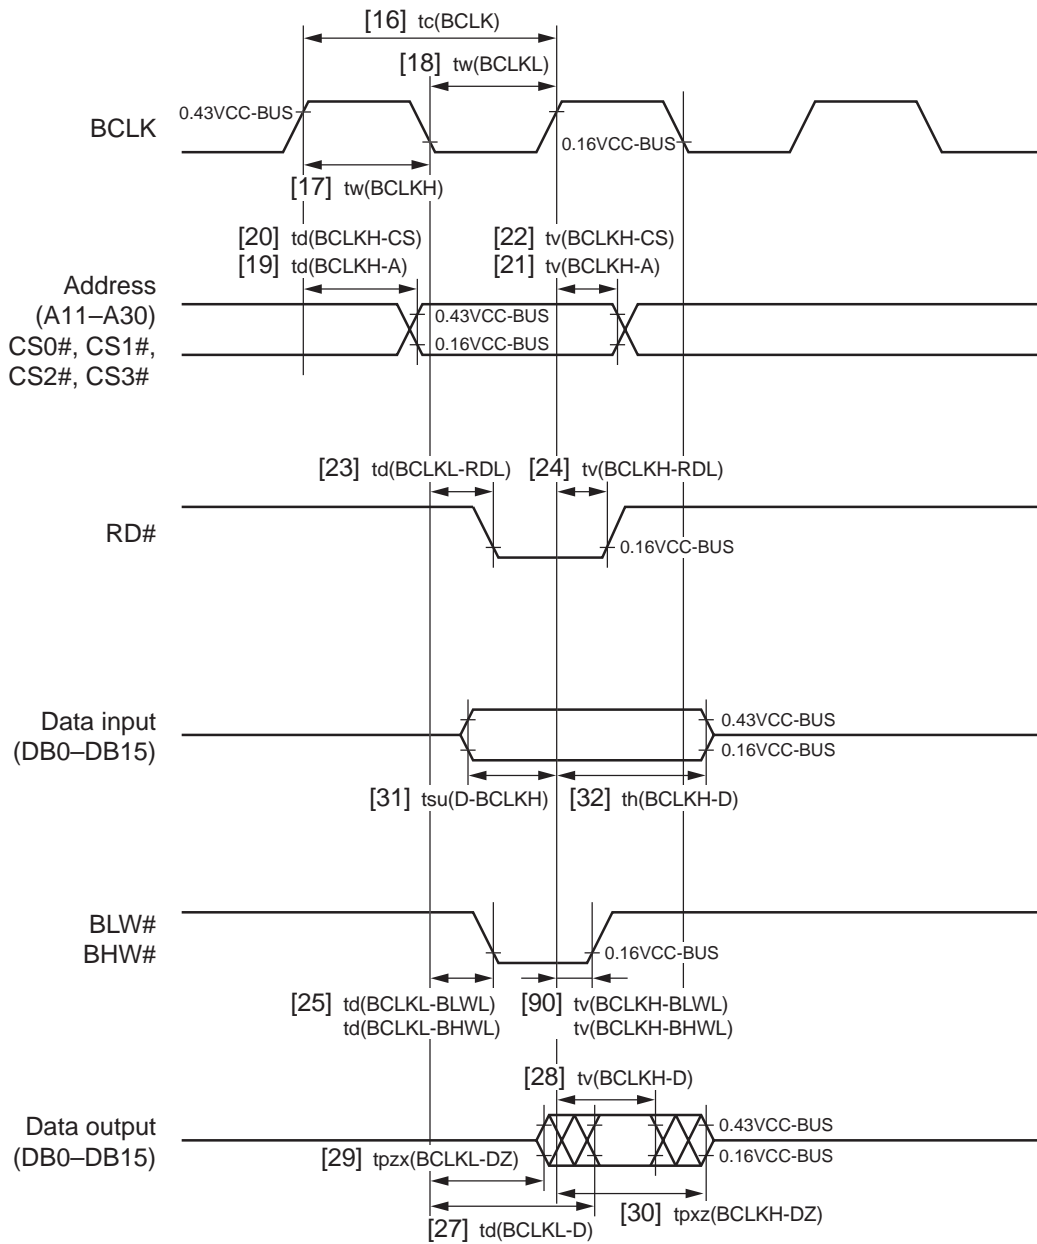 [16] tc(BCLK)
[18] tw(BCLKL)
0.43VCC-BUS
BCLK
0.16VCC-BUS
[17] tw(BCLKH)
[20] td(BCLKH-CS)
[22] tv(BCLKH-CS)
[19] td(BCLKH-A)
[21] tv(BCLKH-A)
Address
(A11–A30)
CS0#, CS1#,
CS2#, CS3#
0.43VCC-BUS
0.16VCC-BUS
[23] td(BCLKL-RDL)
[24] tv(BCLKH-RDL)
RD#
0.16VCC-BUS
Data input
(DB0–DB15)
0.43VCC-BUS
0.16VCC-BUS
[31] tsu(D-BCLKH)
[32] th(BCLKH-D)
BLW#
BHW#
0.16VCC-BUS
[25] td(BCLKL-BLWL)
td(BCLKL-BHWL)
[90] tv(BCLKH-BLWL)
tv(BCLKH-BHWL)
[28] tv(BCLKH-D)
Data output
(DB0–DB15)
0.43VCC-BUS
0.16VCC-BUS
[29] tpzx(BCLKL-DZ)
[30] tpxz(BCLKH-DZ)
[27] td(BCLKL-D)